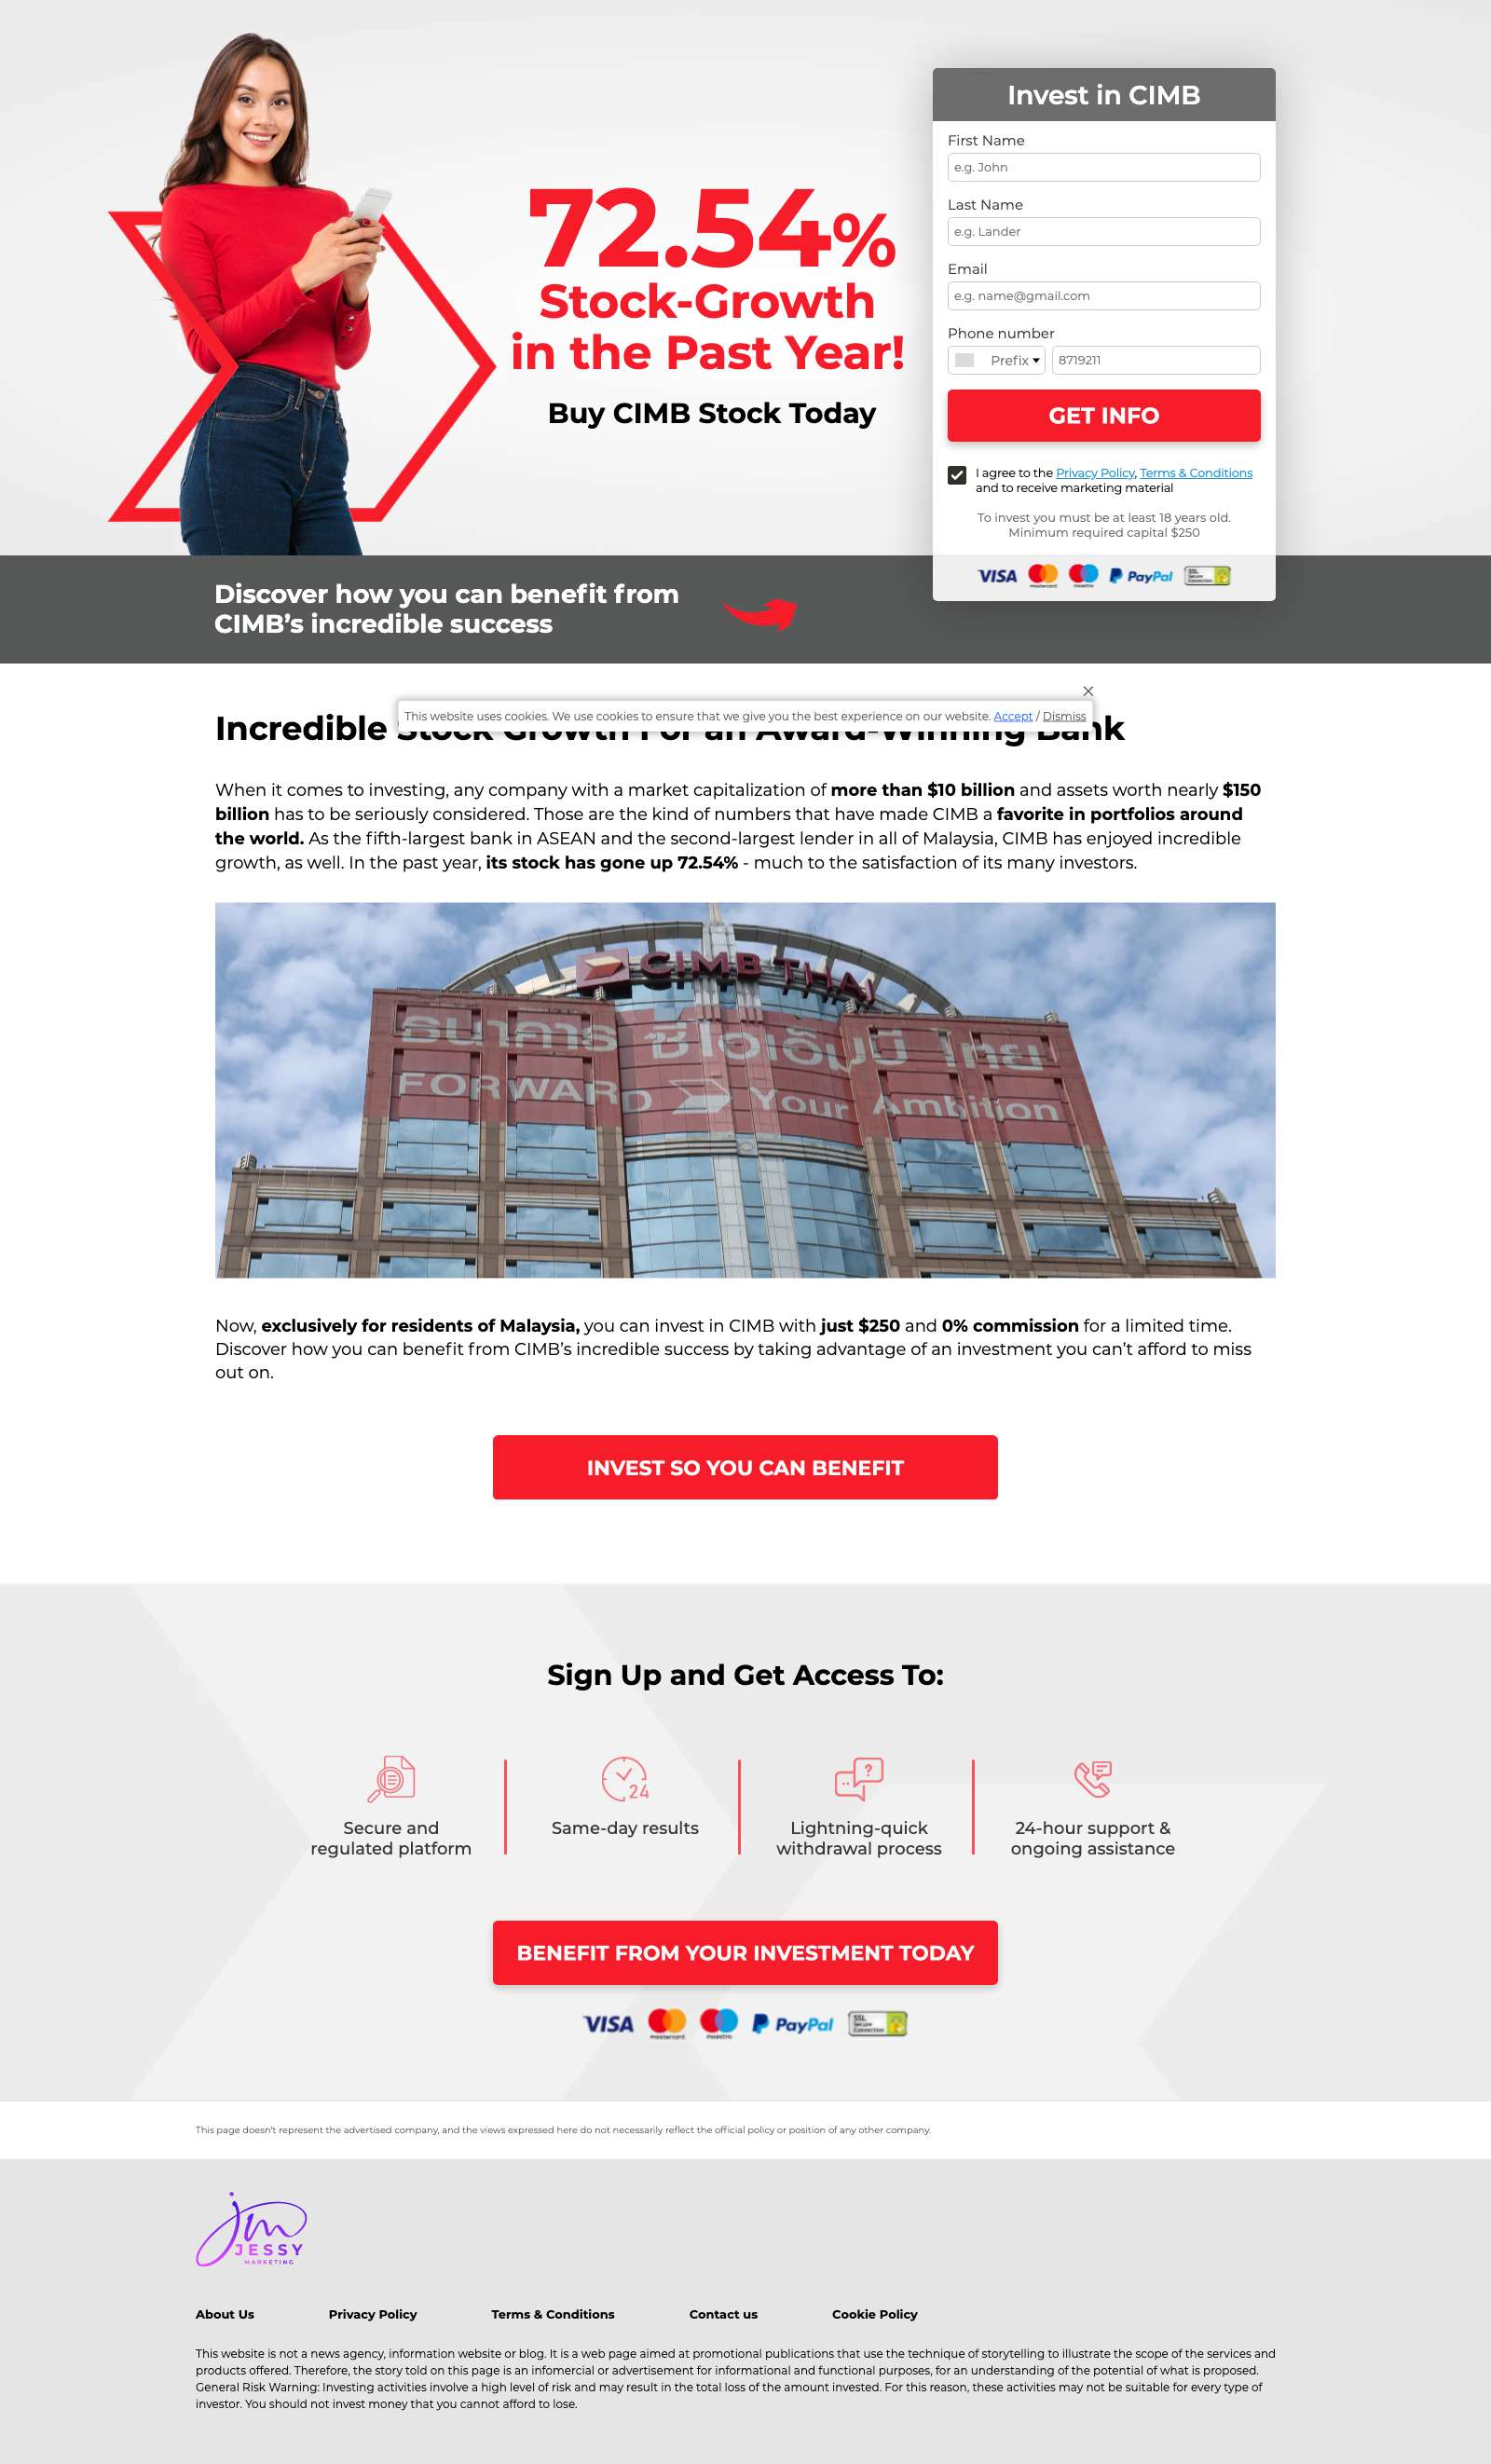 Invest in CIMB
First Name
e.g. John
Last Name
e.g. Lander
Email
e.g. name@gmail.com
Phone number
Prefix
8719211
GET INFO
I agree to the Privacy Policy, Terms & Conditions
and to receive marketing material
To invest you must be at least 18 years old.
Minimum required capital $250
VISA mastercard maestro PayPal SSL Secure Connection
72.54%
Stock-Growth
in the Past Year!
Buy CIMB Stock Today
Discover how you can benefit from
CIMB's incredible success
This website uses cookies. We use cookies to ensure that we give you the best experience on our website. Accept / Dismiss
Incredible Stock Growth For an Award-Winning Bank
When it comes to investing, any company with a market capitalization of more than $10 billion and assets worth nearly $150
billion has to be seriously considered. Those are the kind of numbers that have made CIMB a favorite in portfolios around
the world. As the fifth-largest bank in ASEAN and the second-largest lender in all of Malaysia, CIMB has enjoyed incredible
growth, as well. In the past year, its stock has gone up 72.54% - much to the satisfaction of its many investors.
CIMB THAI
ธนาคาร ซีไอเอ็มบี ไทย
FORWARD Your Ambition
Now, exclusively for residents of Malaysia, you can invest in CIMB with just $250 and 0% commission for a limited time.
Discover how you can benefit from CIMB's incredible success by taking advantage of an investment you can't afford to miss
out on.
INVEST SO YOU CAN BENEFIT
Sign Up and Get Access To:
Secure and
regulated platform
24
Same-day results
?
Lightning-quick
withdrawal process
24-hour support &
ongoing assistance
BENEFIT FROM YOUR INVESTMENT TODAY
VISA mastercard maestro PayPal SSL Secure Connection
This page doesn't represent the advertised company, and the views expressed here do not necessarily reflect the official policy or position of any other company.
jm
JESSY
MARKETING
About Us
Privacy Policy
Terms & Conditions
Contact us
Cookie Policy
This website is not a news agency, information website or blog. It is a web page aimed at promotional publications that use the technique of storytelling to illustrate the scope of the services and
products offered. Therefore, the story told on this page is an infomercial or advertisement for informational and functional purposes, for an understanding of the potential of what is proposed.
General Risk Warning: Investing activities involve a high level of risk and may result in the total loss of the amount invested. For this reason, these activities may not be suitable for every type of
investor. You should not invest money that you cannot afford to lose.